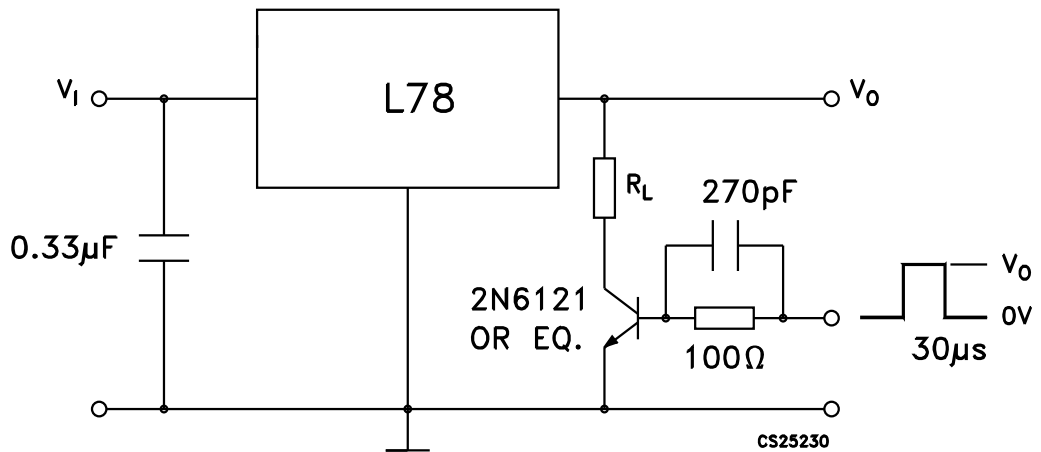 L78
V_I
V_O
R_L
270pF
0.33μF
2N6121
OR EQ.
100Ω
V_O
0V
30μs
CS25230